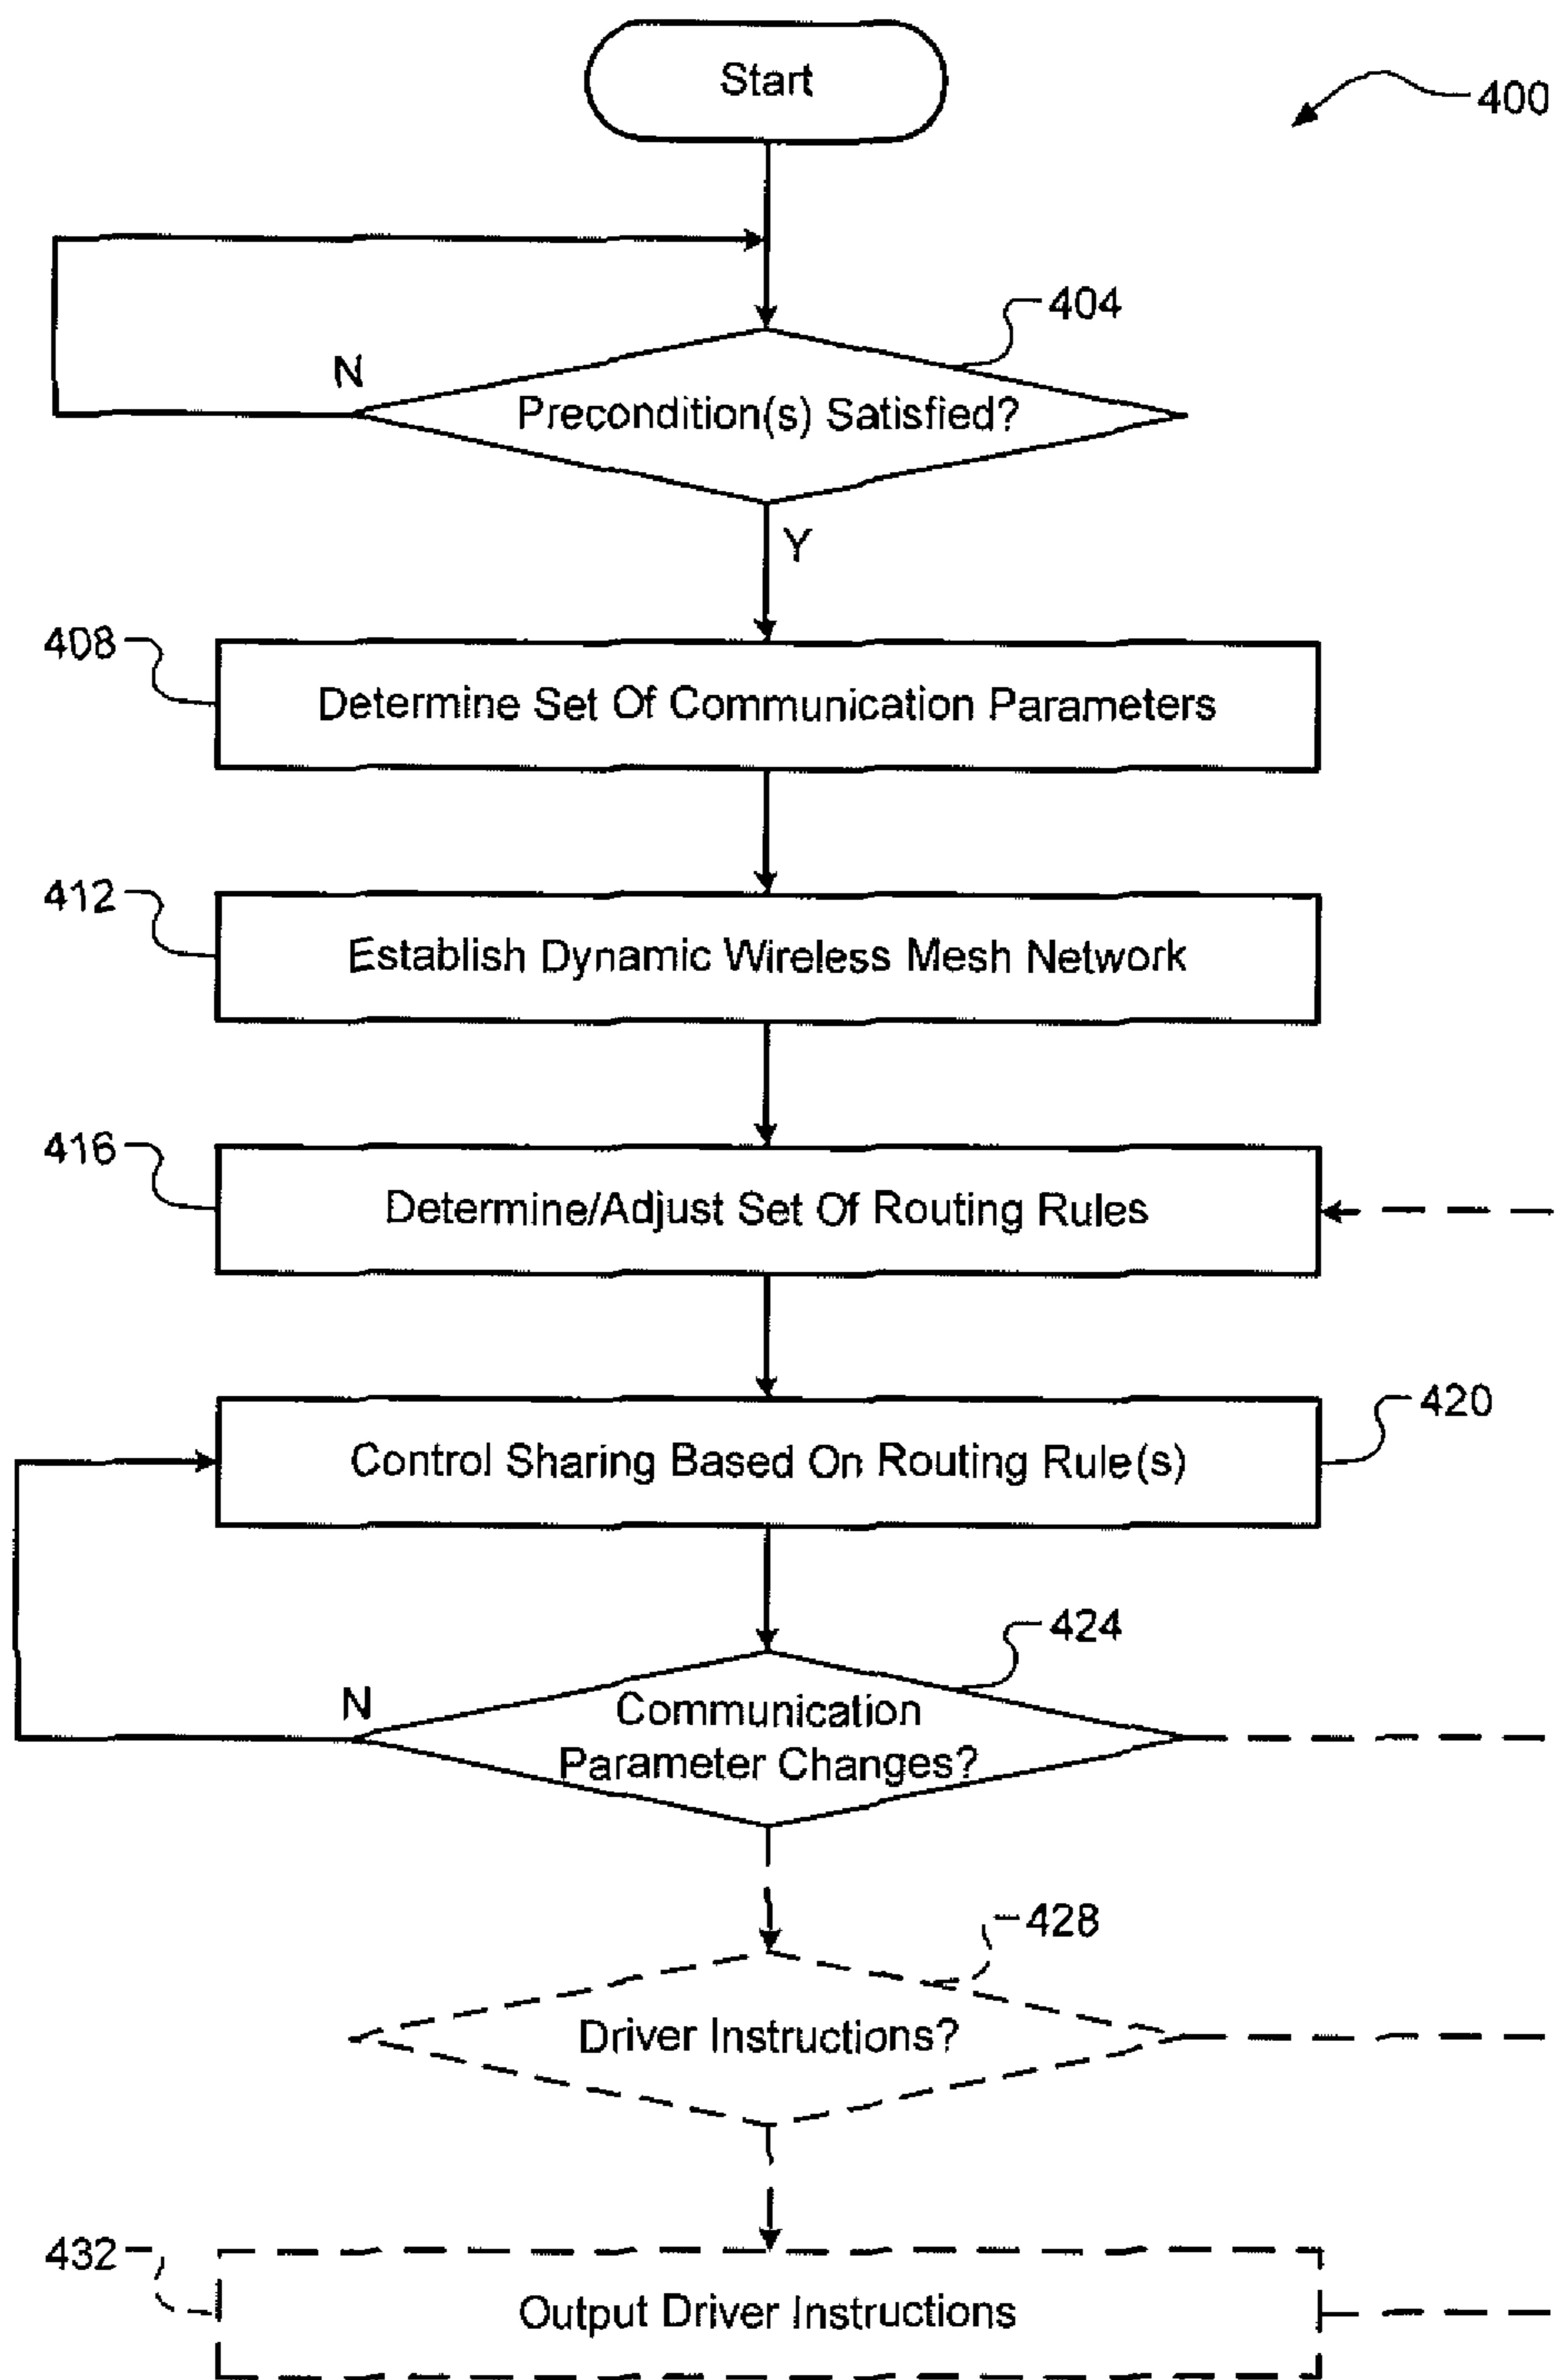 Start
400
404
N
Precondition(s) Satisfied?
Y
408
Determine Set Of Communication Parameters
412
Establish Dynamic Wireless Mesh Network
416
Determine/Adjust Set Of Routing Rules
420
Control Sharing Based On Routing Rule(s)
424
N
Communication
Parameter Changes?
428
Driver Instructions?
432
Output Driver Instructions